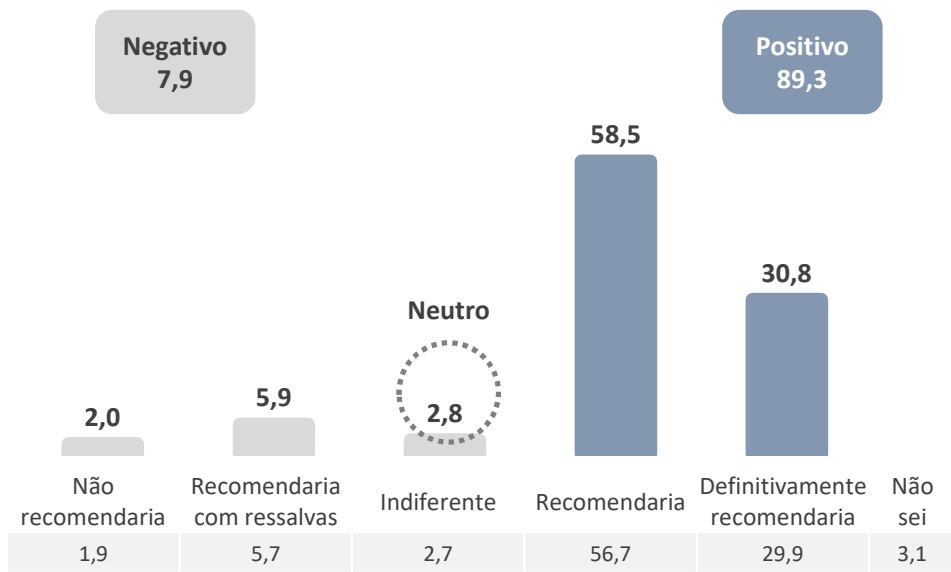 Negativo
7,9
Positivo
89,3
58,5
30,8
Neutro
2,0
5,9
2,8
Não
recomendaria
Recomendaria
com ressalvas
Indiferente
Recomendaria
Definitivamente
recomendaria
Não
sei
1,9
5,7
2,7
56,7
29,9
3,1